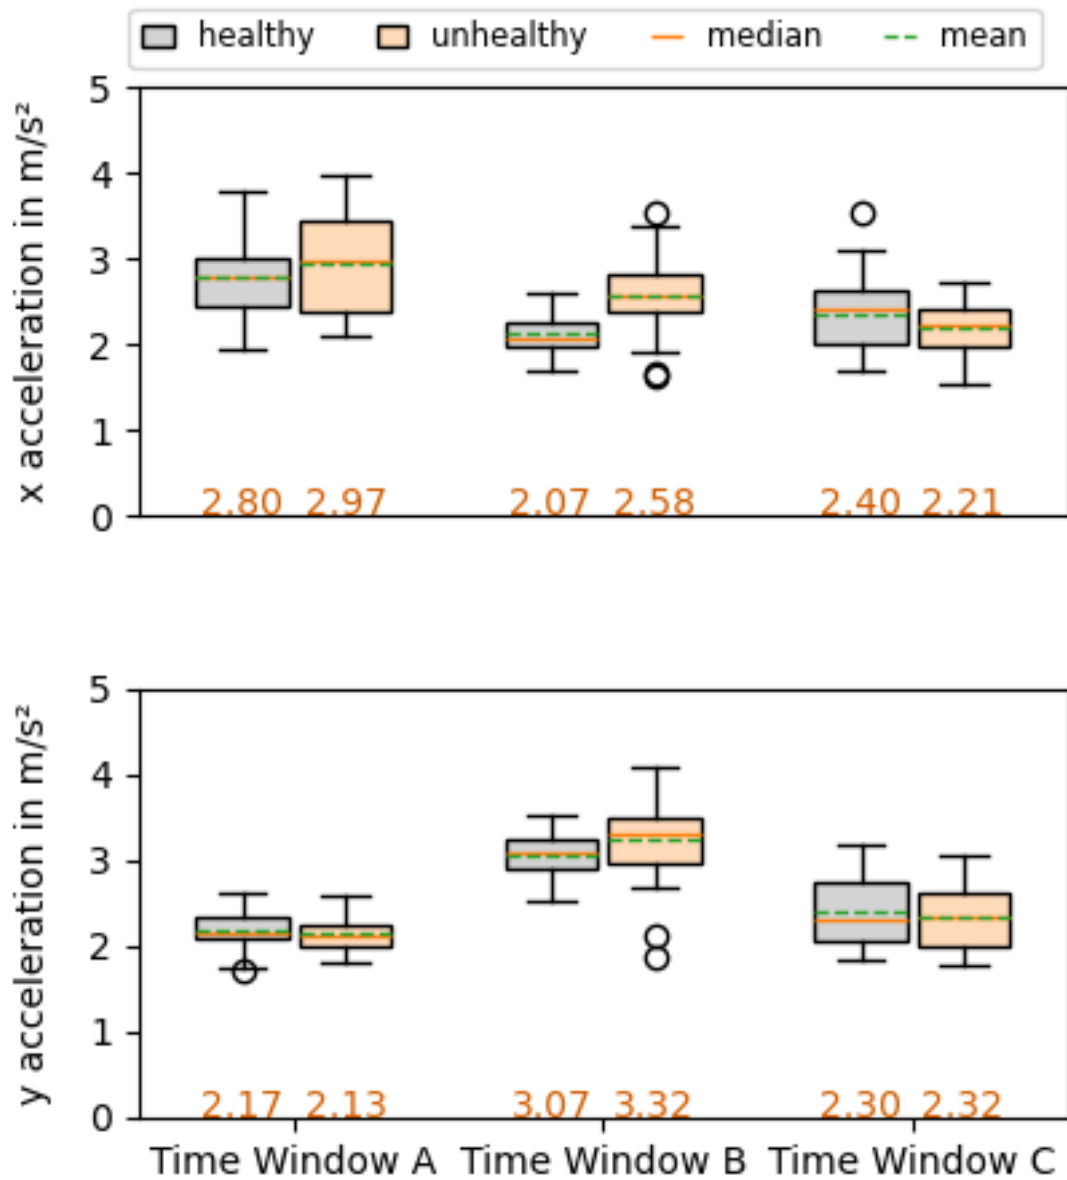 healthy unhealthy median mean
x acceleration in m/s²
5
4
3
2
1
0
2.80 2.97 2.07 2.58 2.40 2.21
y acceleration in m/s²
5
4
3
2
1
0
2.17 2.13 3.07 3.32 2.30 2.32
Time Window A Time Window B Time Window C